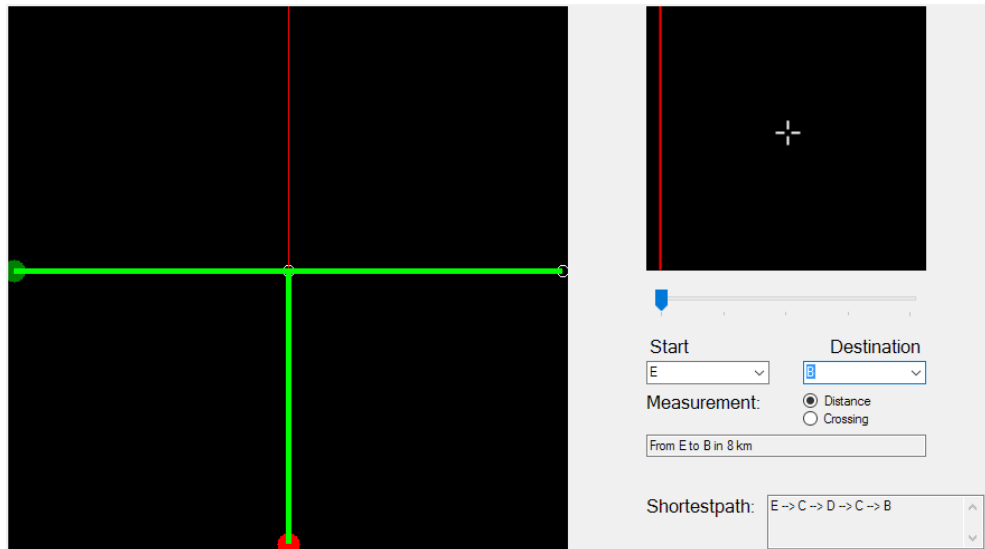 Start
Destination
E
B
Measurement:
Distance
Crossing
From E to B in 8 km
Shortestpath:
E --> C --> D --> C --> B